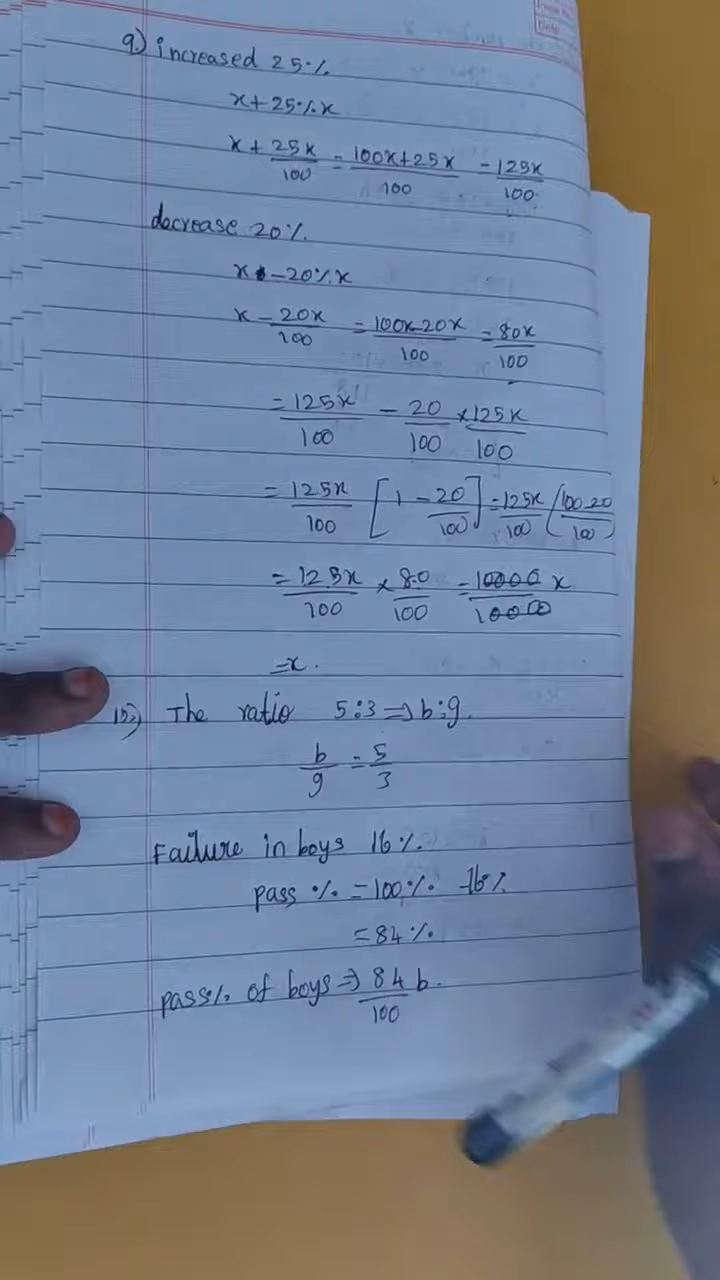 9.) increased 25%
x+25%x
x + 25x/100 = 100x+25x/100 = 125x/100
decrease 20%
x - 20%x
x - 20x/100 = 100x-20x/100 = 80x/100
= 125x/100 - 20/100 × 125x/100
= 125x/100 [1 - 20/100] = 125x/100 (100-20/100
= 125x/100 × 80/100 = 10000x/10000
= x.
10) The ratio 5:3 ⇒ b:g.
b/g = 5/3
Failure in boys 16%.
pass % = 100% - 16%
= 84%.
pass% of boys ⇒ 84/100 b.